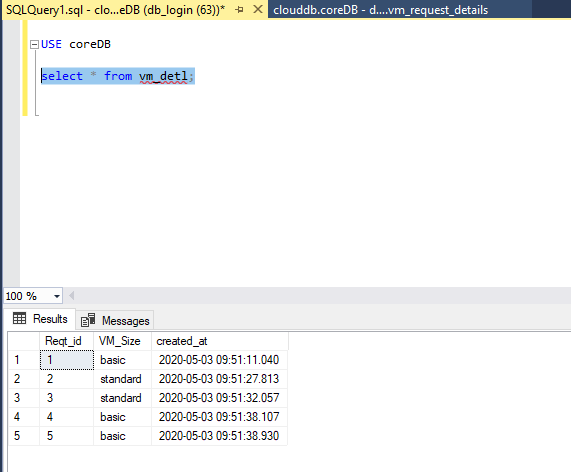 SQLQuery1.sql - clo...eDB (db_login (63))* clouddb.coreDB - d....vm_request_details
USE coreDB
select * from vm_detl;
100 %
Results Messages
Reqt_id VM_Size created_at
1 1 basic 2020-05-03 09:51:11.040
2 2 standard 2020-05-03 09:51:27.813
3 3 standard 2020-05-03 09:51:32.057
4 4 basic 2020-05-03 09:51:38.107
5 5 basic 2020-05-03 09:51:38.930